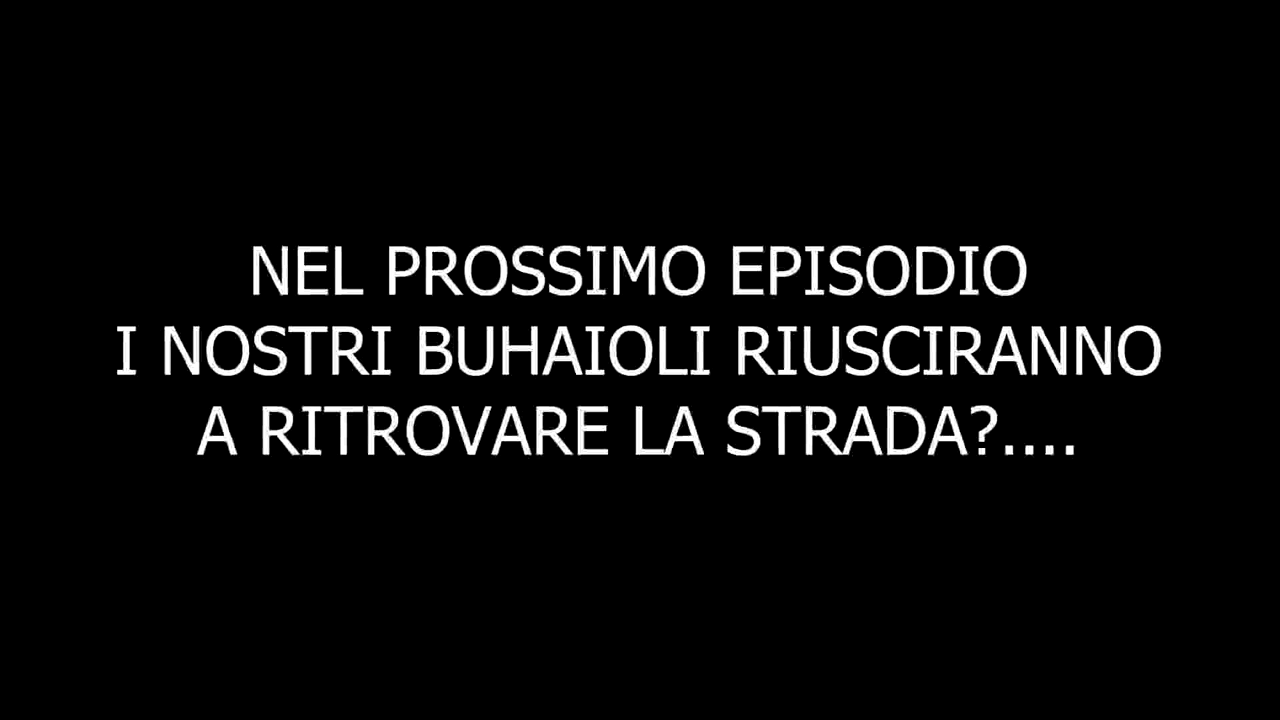 NEL PROSSIMO EPISODIO
I NOSTRI BUHAIOLI RIUSCIRANNO
A RITROVARE LA STRADA?....